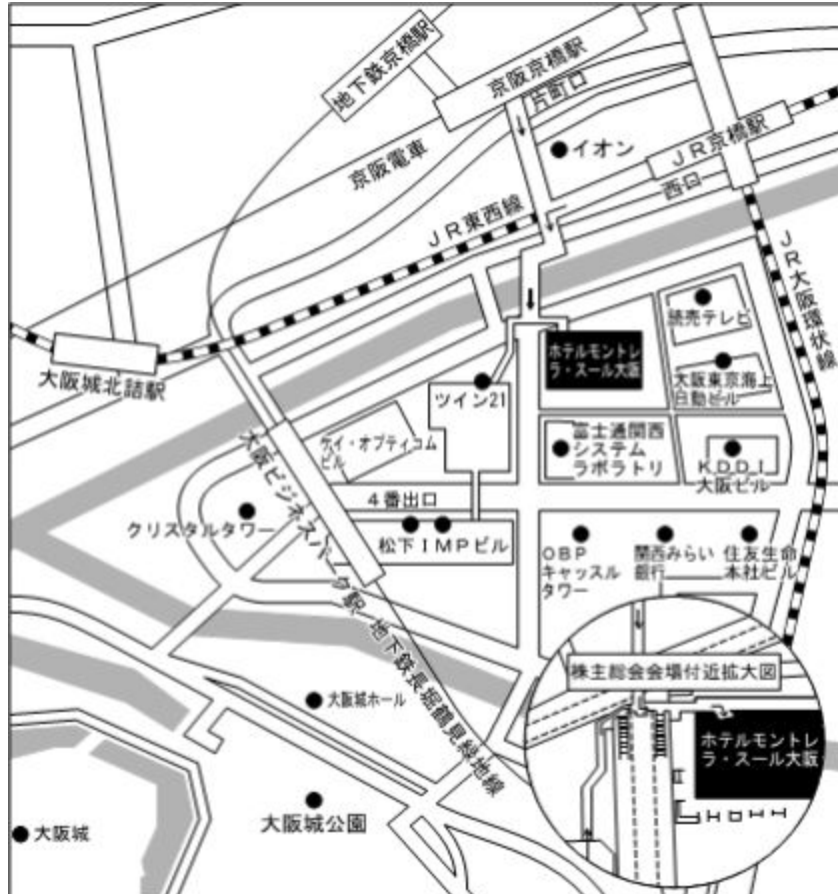 地下鉄京橋駅
京阪京橋駅
片町口
京阪電車
イオン
JR京橋駅
西口
JR東西線
JR大阪環状線
読売テレビ
ホテルモントレ
ラ・スール大阪
大阪東京海上
日動ビル
大阪城北詰駅
ツイン21
ケイ・オプティコム
ビル
富士通関西
システム
ラボラトリ
KDDI
大阪ビル
4番出口
クリスタルタワー
松下IMPビル
OBP
キャッスル
タワー
関西みらい
銀行
住友生命
本社ビル
大阪ビジネスパーク駅 地下鉄長堀鶴見緑地線
株主総会会場付近拡大図
大阪城ホール
ホテルモントレ
ラ・スール大阪
大阪城公園
大阪城